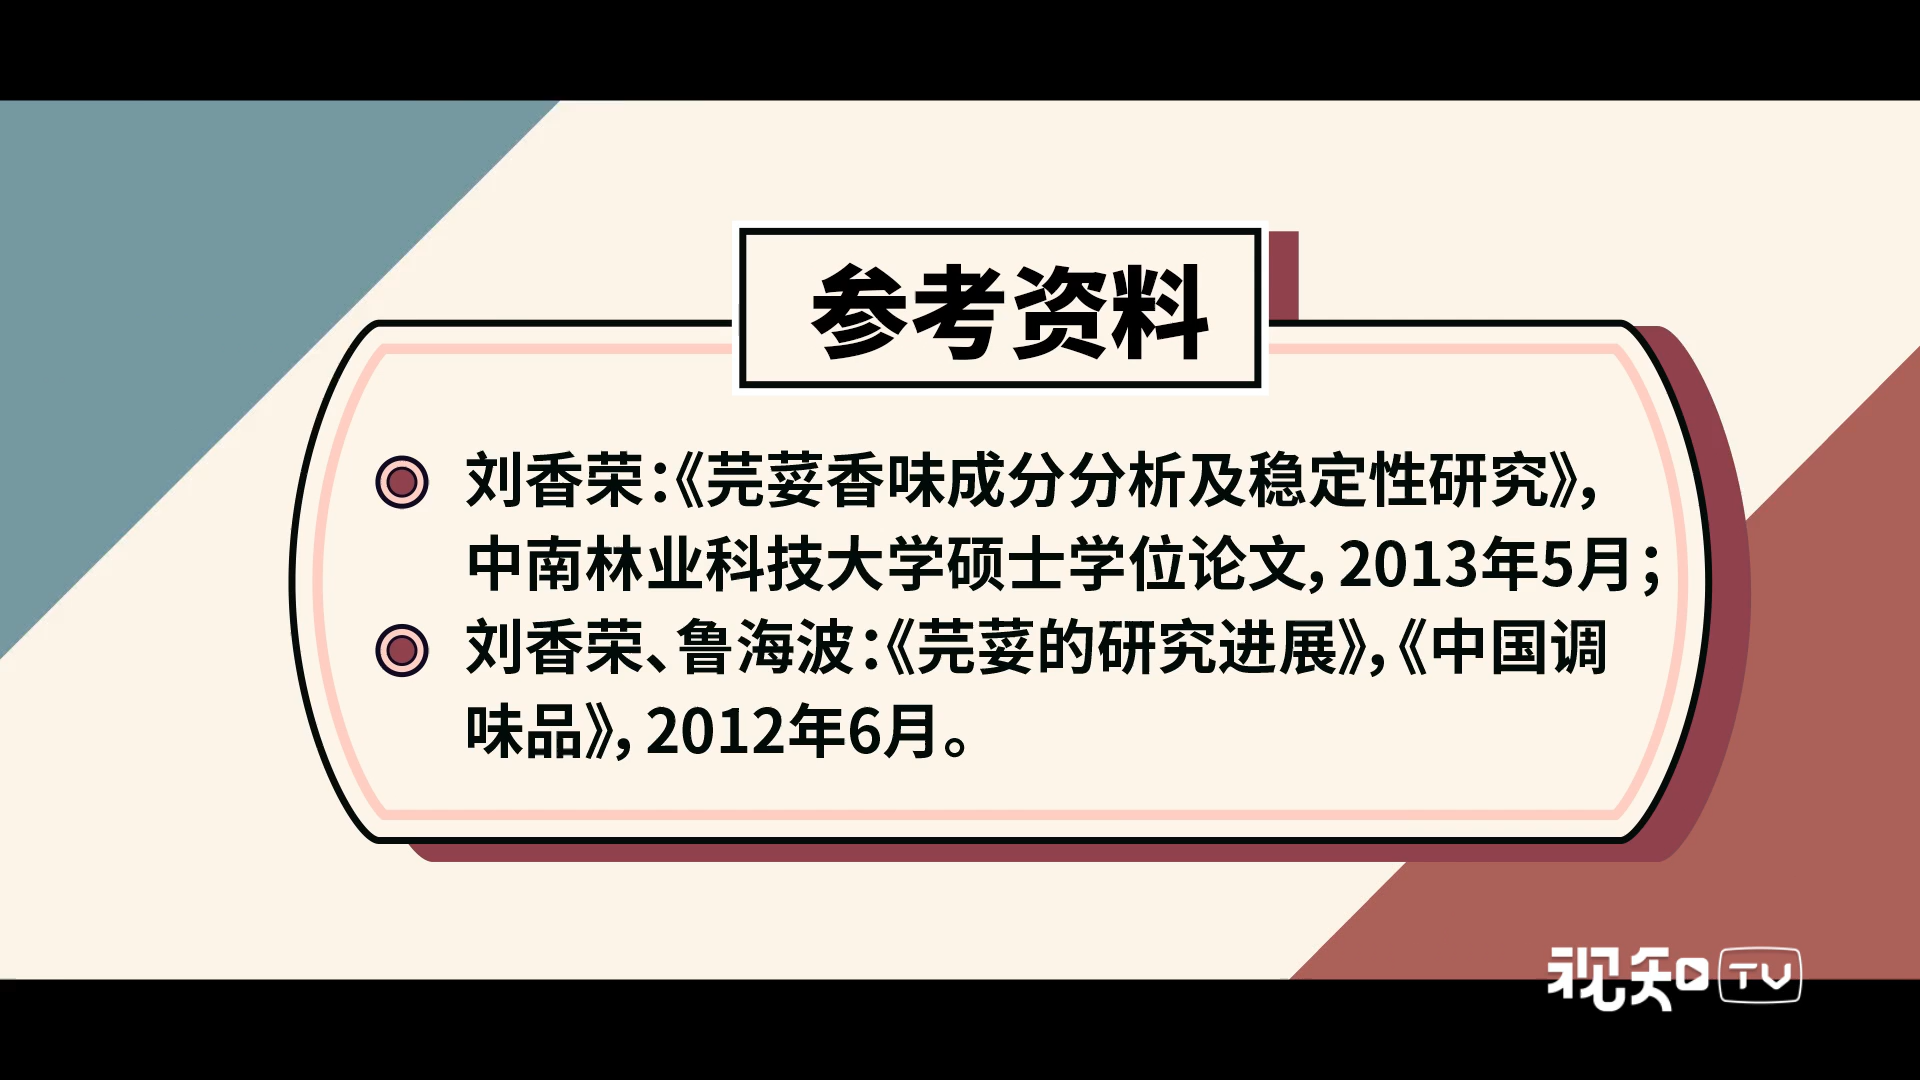 参考资料
刘香荣：《芫荽香味成分分析及稳定性研究》，
中南林业科技大学硕士学位论文，2013年5月；
刘香荣、鲁海波：《芫荽的研究进展》，《中国调
味品》，2012年6月。
视知TV